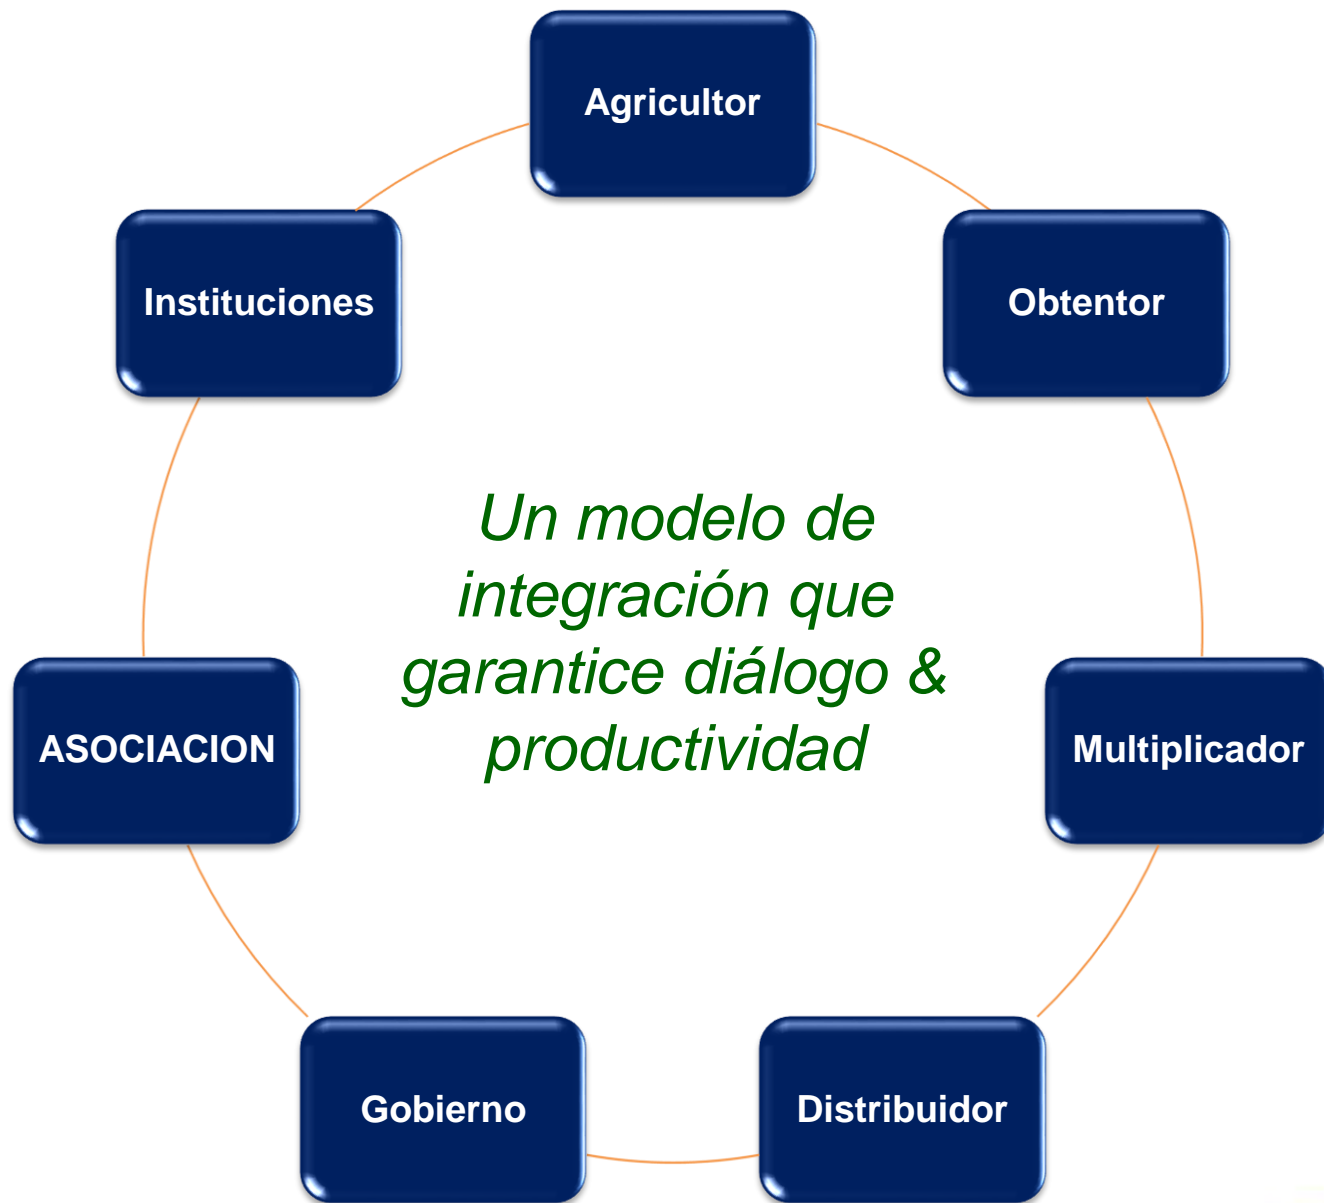 Agricultor
Instituciones
Obtentor
Un modelo de
integración que
garantice diálogo &
productividad
ASOCIACION
Multiplicador
Gobierno
Distribuidor